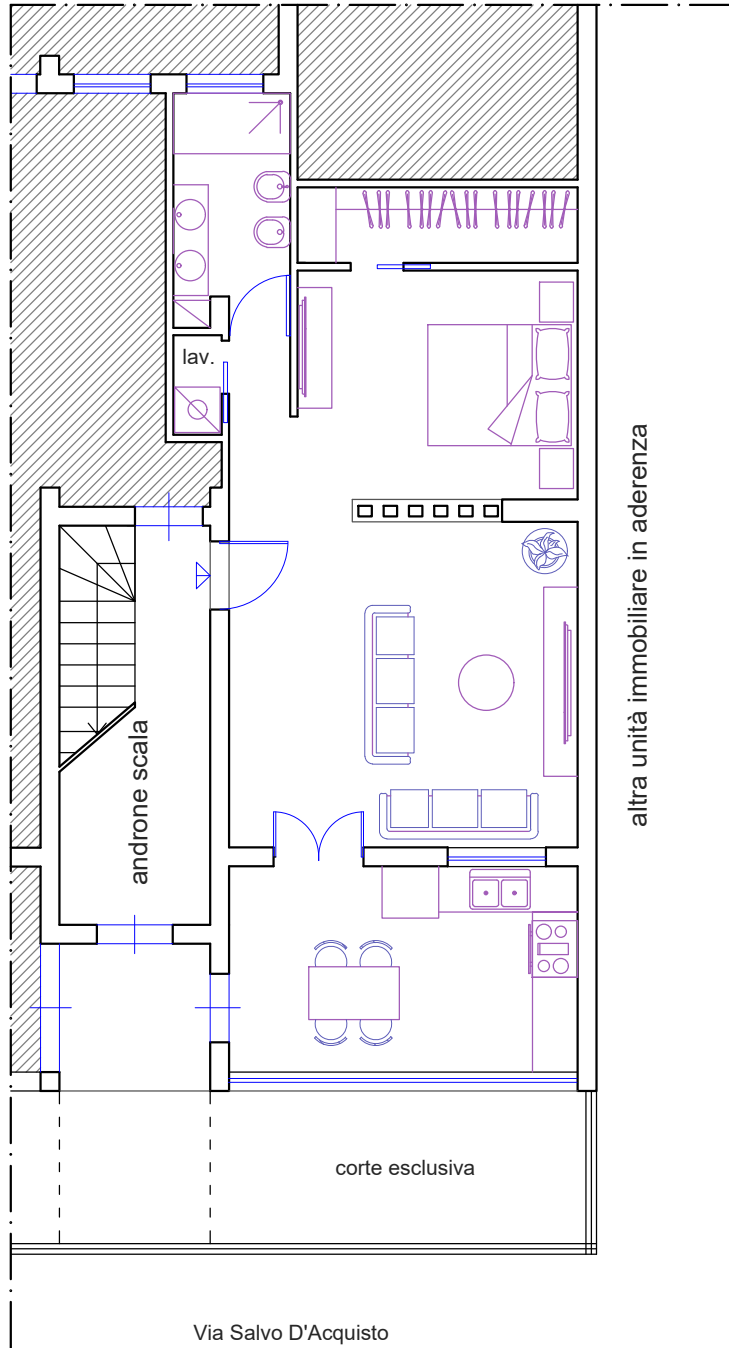 lav.
altra unità immobiliare in aderenza
androne scala
corte esclusiva
Via Salvo D'Acquisto